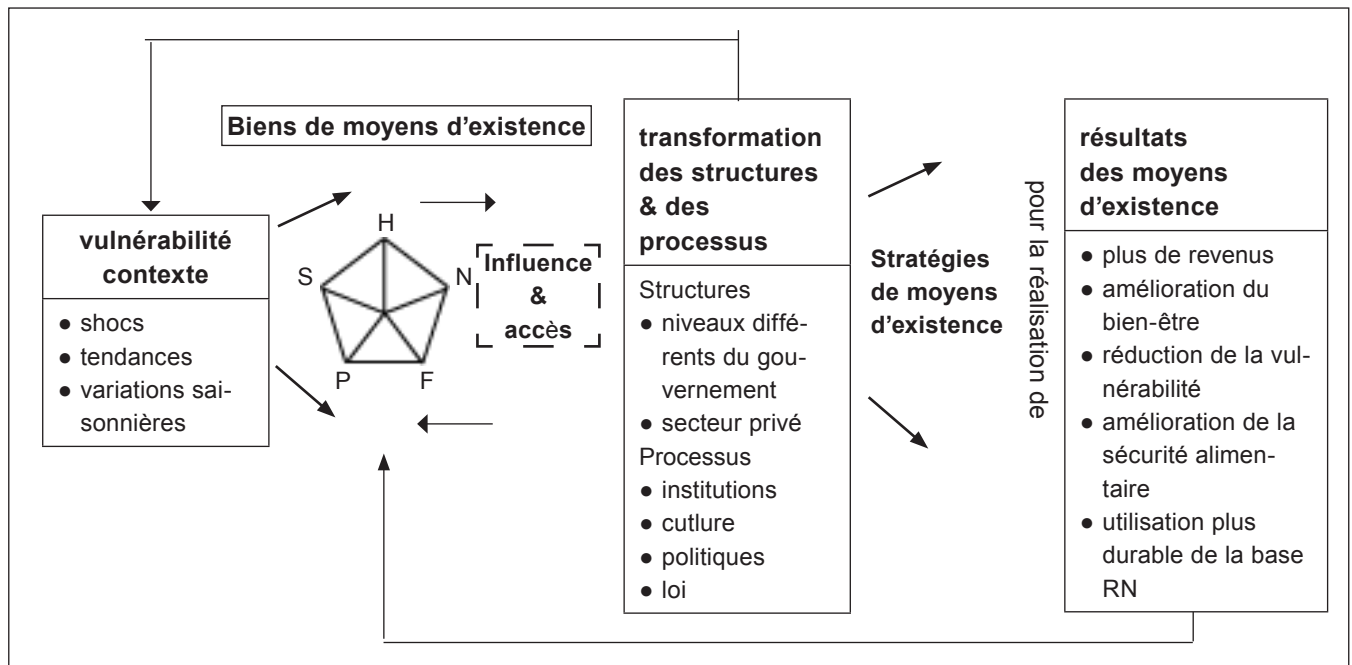 Biens de moyens d'existence
vulnérabilité
contexte
● shocs
● tendances
● variations sai-
sonnières
H
S
N
P
F
Influence
&
accès
transformation
des structures
& des
processus
Structures
● niveaux diffé-
rents du gou-
vernement
● secteur privé
Processus
● institutions
● cutlure
● politiques
● loi
Stratégies
de moyens
d'existence
pour la réalisation de
résultats
des moyens
d'existence
● plus de revenus
● amélioration du
bien-être
● réduction de la vul-
nérabilité
● amélioration de la
sécurité alimen-
taire
● utilisation plus
durable de la base
RN